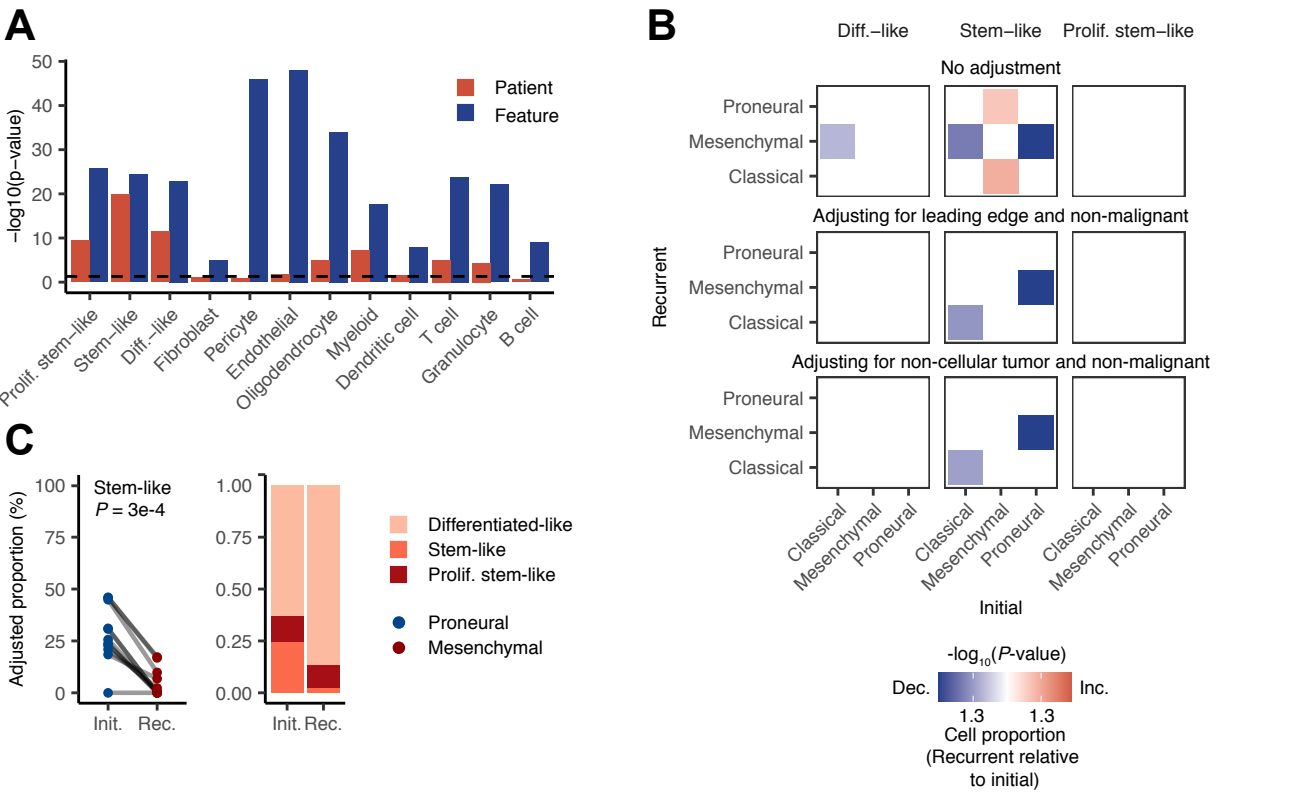 A
50
40
30
20
10
0
−log10(p−value)
Patient
Feature
Prolif. stem−like
Stem−like
Diff.−like
Fibroblast
Pericyte
Endothelial
Oligodendrocyte
Myeloid
Dendritic cell
T cell
Granulocyte
B cell
B
Diff.−like
Stem−like
Prolif. stem−like
No adjustment
Proneural
Mesenchymal
Classical
Adjusting for leading edge and non-malignant
Proneural
Mesenchymal
Classical
Adjusting for non-cellular tumor and non-malignant
Proneural
Mesenchymal
Classical
Recurrent
Classical
Mesenchymal
Proneural
Classical
Mesenchymal
Proneural
Classical
Mesenchymal
Proneural
Initial
-log10(P-value)
Dec.
Inc.
1.3
1.3
Cell proportion
(Recurrent relative
to initial)
C
Adjusted proportion (%)
100
75
50
25
0
Stem-like
P = 3e-4
Init.
Rec.
1.00
0.75
0.50
0.25
0.00
Init.
Rec.
Differentiated-like
Stem-like
Prolif. stem-like
Proneural
Mesenchymal